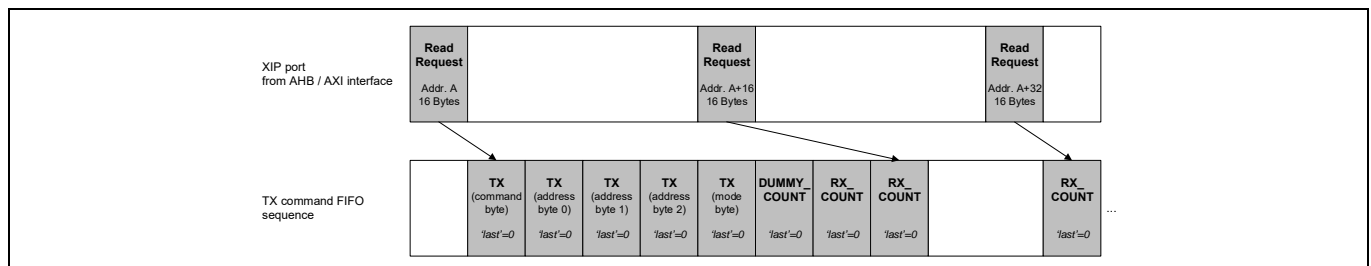 XIP port
from AHB / AXI interface
Read
Request
Addr. A
16 Bytes
Read
Request
Addr. A+16
16 Bytes
Read
Request
Addr. A+32
16 Bytes
TX command FIFO
sequence
TX
(command
byte)
'last'=0
TX
(address
byte 0)
'last'=0
TX
(address
byte 1)
'last'=0
TX
(address
byte 2)
'last'=0
TX
(mode
byte)
'last'=0
DUMMY_
COUNT
'last'=0
RX_
COUNT
'last'=0
RX_
COUNT
'last'=0
RX_
COUNT
'last'=0
...